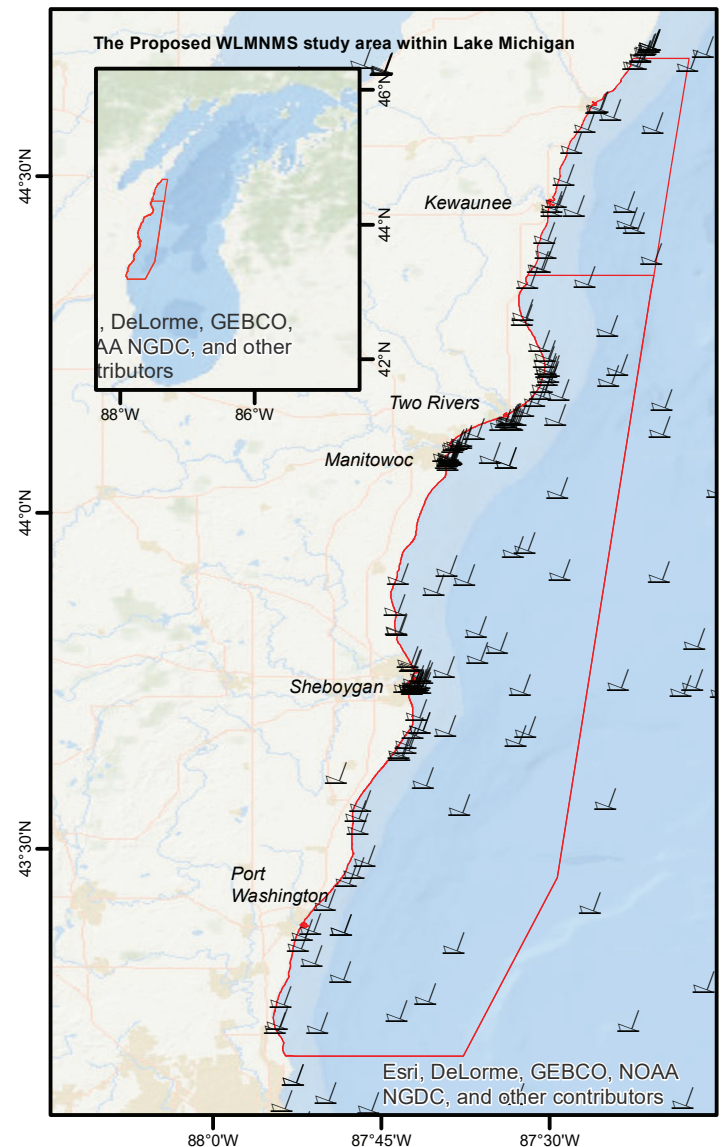 The Proposed WLMNMS study area within Lake Michigan
46°N
44°N
42°N
, DeLorme, GEBCO,
AA NGDC, and other
tributors
88°W
86°W
44°30'N
Kewaunee
Two Rivers
Manitowoc
44°0'N
Sheboygan
43°30'N
Port
Washington
Esri, DeLorme, GEBCO, NOAA
NGDC, and other contributors
88°0'W
87°45'W
87°30'W